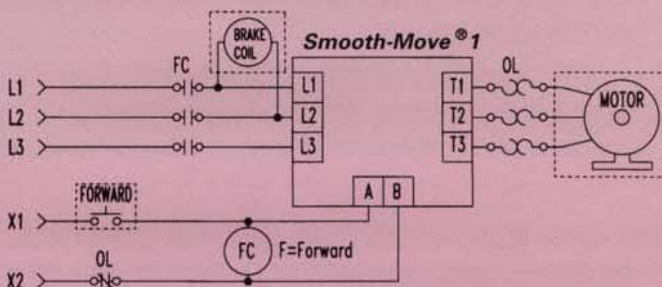 BRAKE
COIL
Smooth-Move® 1
FC
OL
L1
L1
T1
MOTOR
L2
L2
T2
L3
L3
T3
FORWARD
A B
X1
FC F=Forward
OL
X2